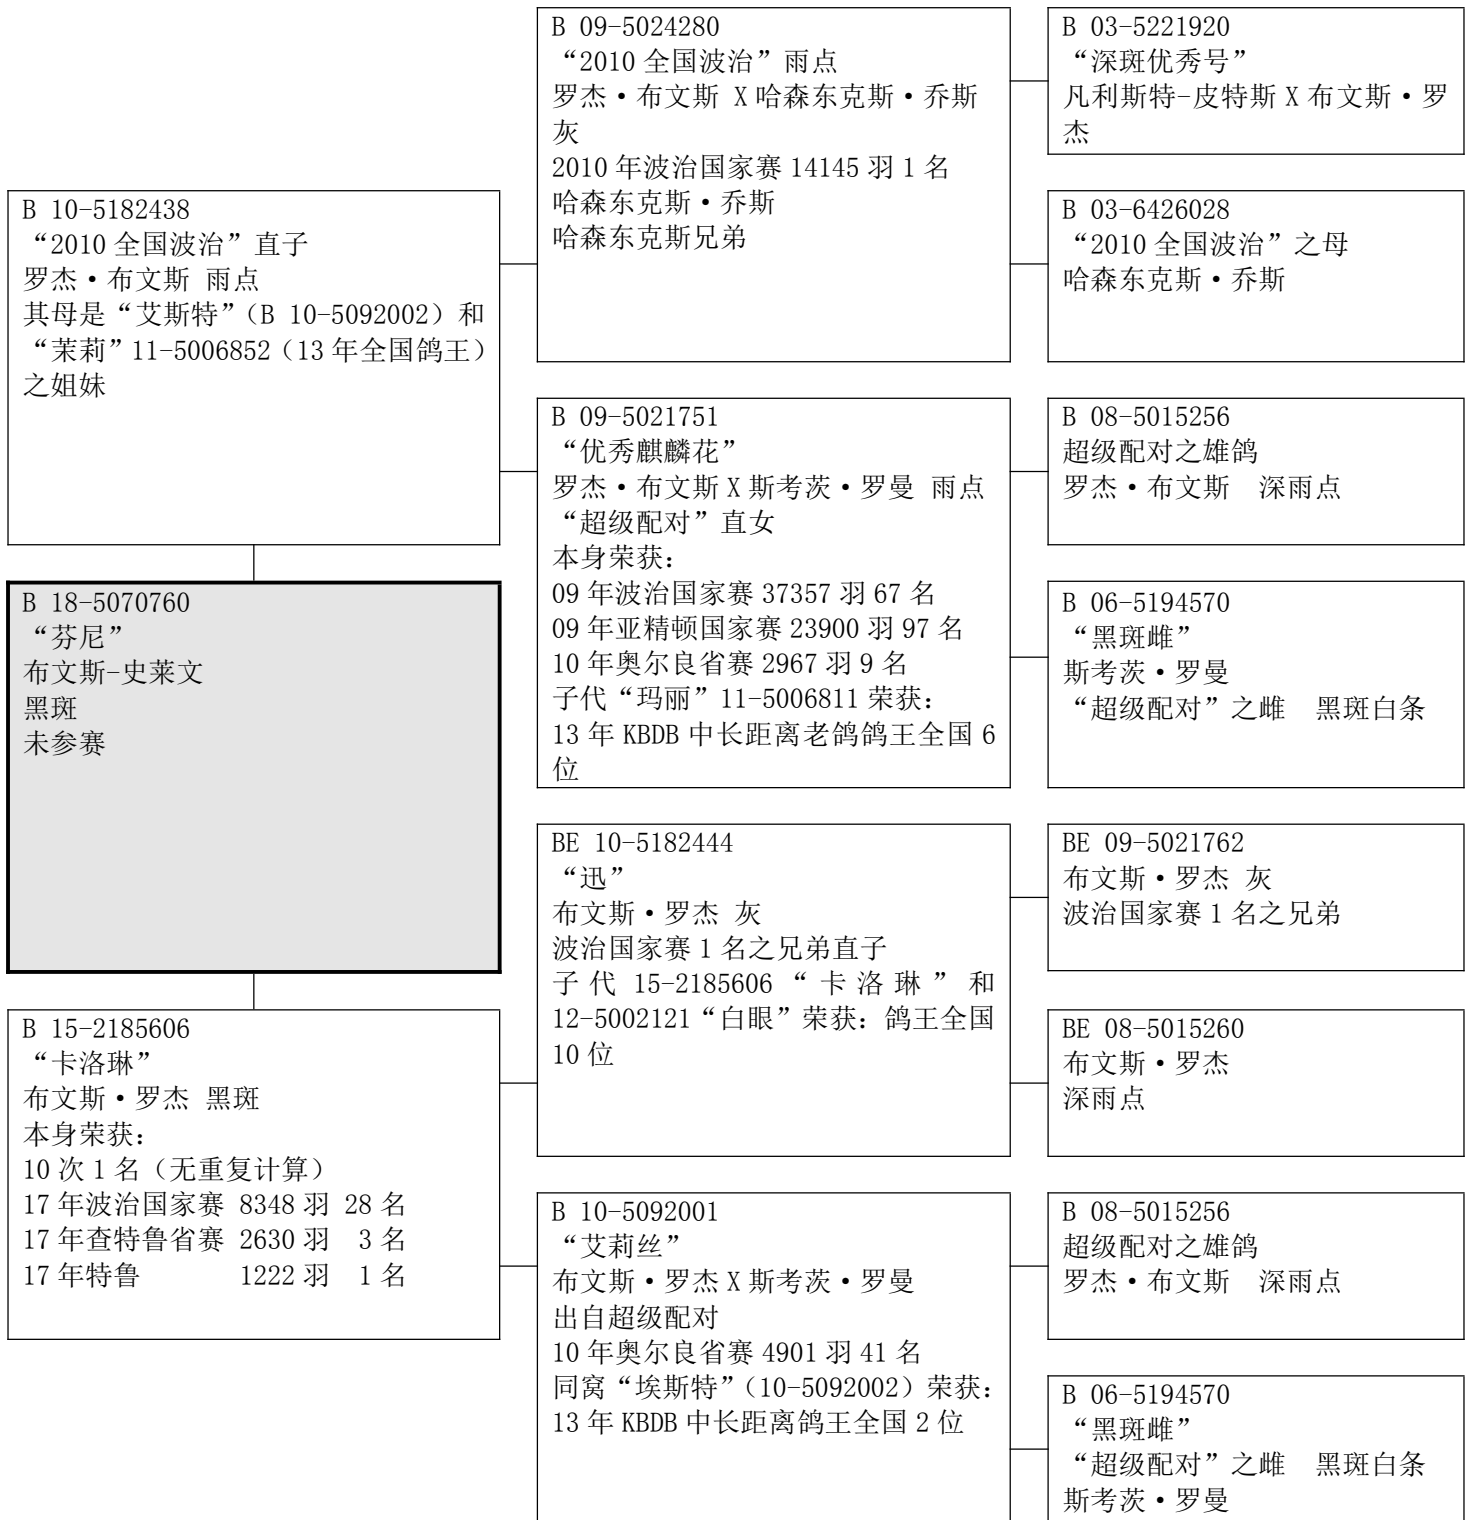 B 09-5024280
“2010 全国波治”雨点
罗杰・布文斯 X 哈森东克斯・乔斯
灰
2010 年波治国家赛 14145 羽 1 名
哈森东克斯・乔斯
哈森东克斯兄弟
B 03-5221920
“深斑优秀号”
凡利斯特-皮特斯 X 布文斯・罗
杰
B 10-5182438
“2010 全国波治”直子
罗杰・布文斯 雨点
其母是“艾斯特”（B 10-5092002）和
“茉莉”11-5006852（13 年全国鸽王）
之姐妹
B 03-6426028
“2010 全国波治”之母
哈森东克斯・乔斯
B 09-5021751
“优秀麒麟花”
罗杰・布文斯 X 斯考茨・罗曼 雨点
“超级配对”直女
本身荣获：
09 年波治国家赛 37357 羽 67 名
09 年亚精顿国家赛 23900 羽 97 名
10 年奥尔良省赛 2967 羽 9 名
子代“玛丽”11-5006811 荣获：
13 年 KBDB 中长距离老鸽鸽王全国 6
位
B 08-5015256
超级配对之雄鸽
罗杰・布文斯 深雨点
B 18-5070760
“芬尼”
布文斯-史莱文
黑斑
未参赛
B 06-5194570
“黑斑雌”
斯考茨・罗曼
“超级配对”之雌 黑斑白条
BE 10-5182444
“迅”
布文斯・罗杰 灰
波治国家赛 1 名之兄弟直子
子代 15-2185606 “卡洛琳” 和
12-5002121“白眼”荣获：鸽王全国
10 位
BE 09-5021762
布文斯・罗杰 灰
波治国家赛 1 名之兄弟
B 15-2185606
“卡洛琳”
布文斯・罗杰 黑斑
本身荣获：
10 次 1 名（无重复计算）
17 年波治国家赛 8348 羽 28 名
17 年查特鲁省赛 2630 羽 3 名
17 年特鲁 1222 羽 1 名
BE 08-5015260
布文斯・罗杰
深雨点
B 10-5092001
“艾莉丝”
布文斯・罗杰 X 斯考茨・罗曼
出自超级配对
10 年奥尔良省赛 4901 羽 41 名
同窝“埃斯特”（10-5092002）荣获：
13 年 KBDB 中长距离鸽王全国 2 位
B 08-5015256
超级配对之雄鸽
罗杰・布文斯 深雨点
B 06-5194570
“黑斑雌”
“超级配对”之雌 黑斑白条
斯考茨・罗曼